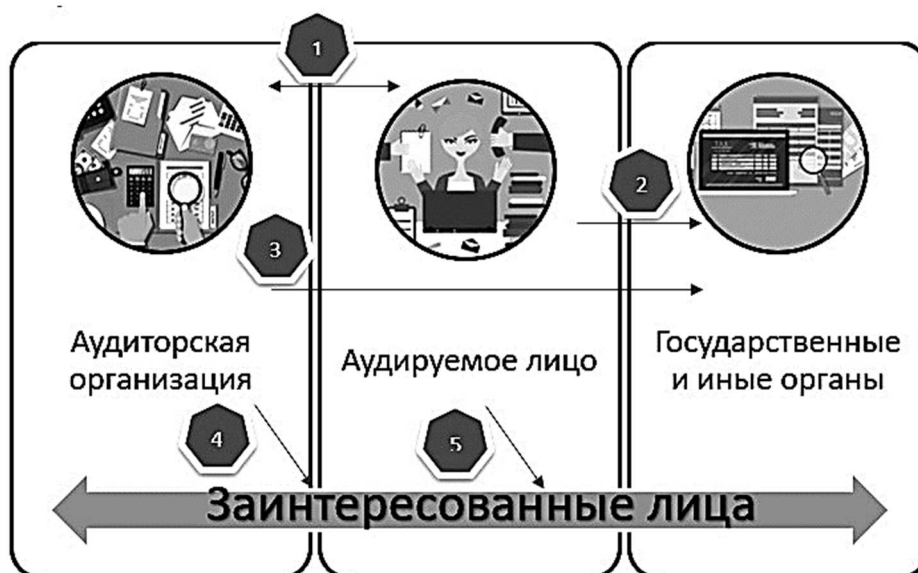 1
2
3
Аудиторская
организация
Аудируемое лицо
Государственные
и иные органы
4
5
Заинтересованные лица